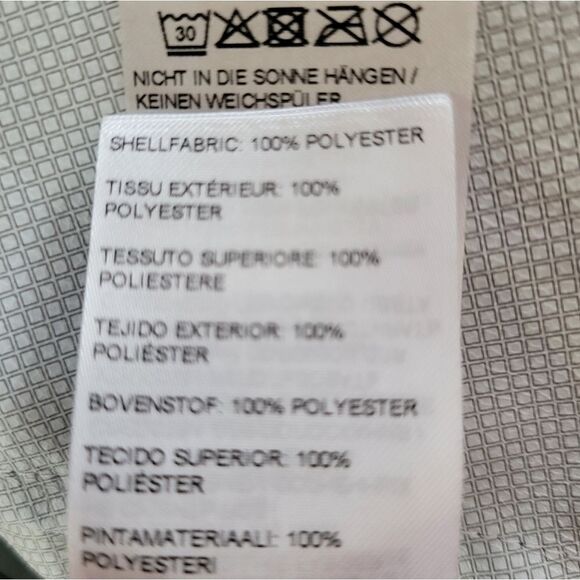 30
NICHT IN DIE SONNE HÄNGEN /
KEINEN WEICHSPÜLER
SHELLFABRIC: 100% POLYESTER
TISSU EXTÉRIEUR: 100%
POLYESTER
TESSUTO SUPERIORE: 100%
POLIESTERE
TEJIDO EXTERIOR: 100%
POLIÉSTER
BOVENSTOF: 100% POLYESTER
TECIDO SUPERIOR: 100%
POLIÉSTER
PINTAMATERIAALI: 100%
POLYESTERI